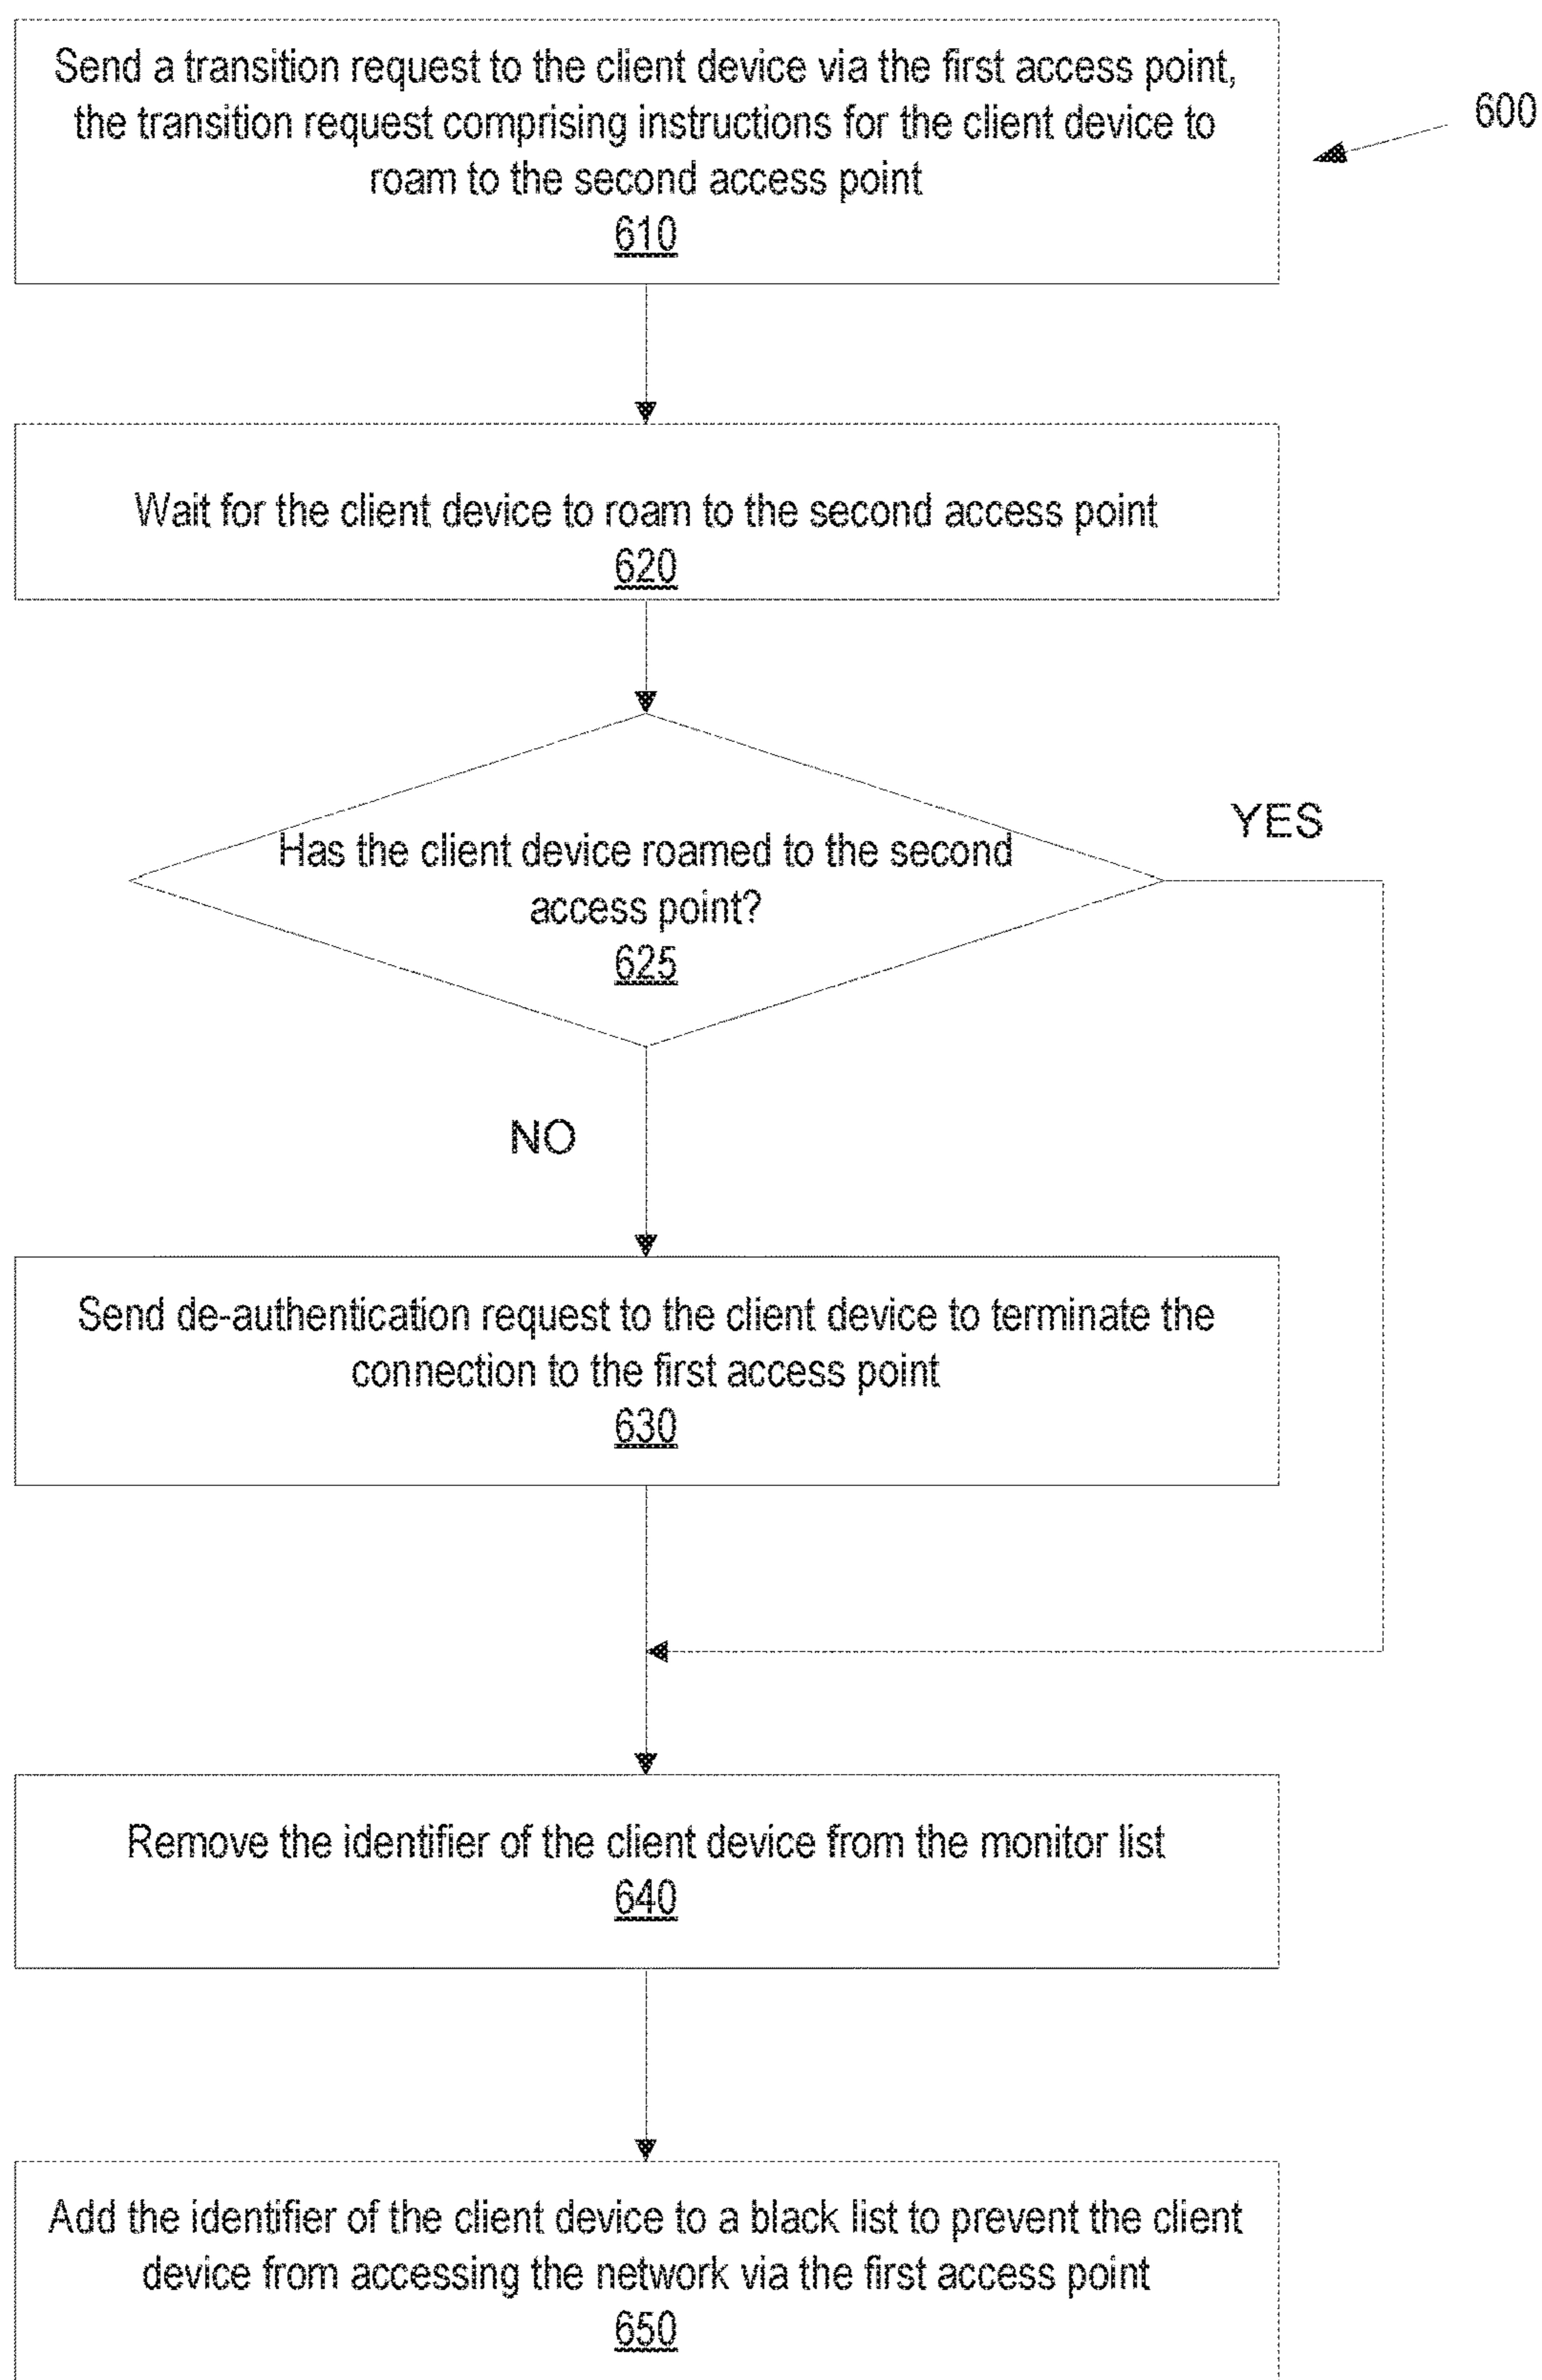 Send a transition request to the client device via the first access point,
the transition request comprising instructions for the client device to
roam to the second access point
610
600
Wait for the client device to roam to the second access point
620
Has the client device roamed to the second
access point?
625
YES
NO
Send de-authentication request to the client device to terminate the
connection to the first access point
630
Remove the identifier of the client device from the monitor list
640
Add the identifier of the client device to a black list to prevent the client
device from accessing the network via the first access point
650